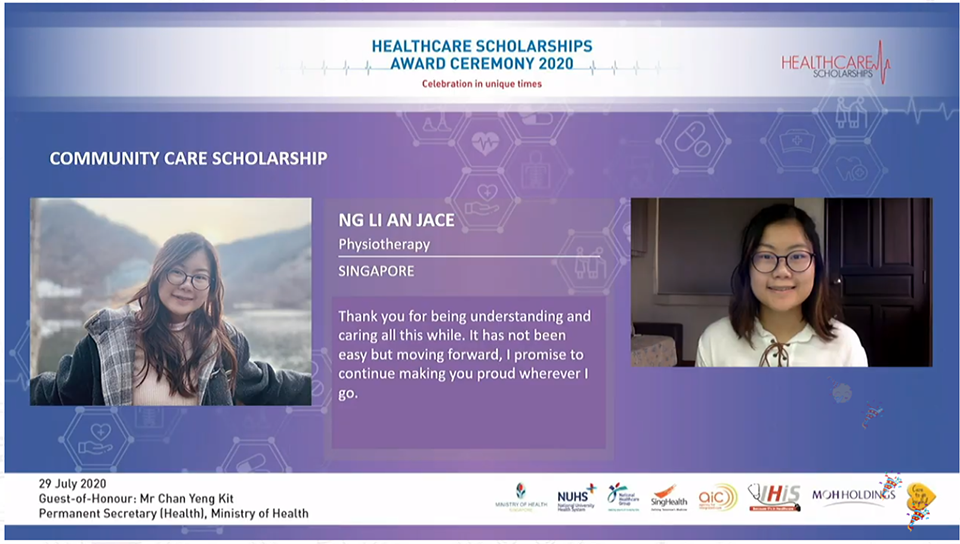 HEALTHCARE SCHOLARSHIPS
AWARD CEREMONY 2020
Celebration in unique times
HEALTHCARE
SCHOLARSHIPS
COMMUNITY CARE SCHOLARSHIP
NG LI AN JACE
Physiotherapy
SINGAPORE
Thank you for being understanding and
caring all this while. It has not been
easy but moving forward, I promise to
continue making you proud wherever I
go.
29 July 2020
Guest-of-Honour: Mr Chan Yeng Kit
Permanent Secretary (Health), Ministry of Health
MINISTRY OF HEALTH
SINGAPORE
NUHS
National University
Health System
National
Healthcare
Group
SingHealth
aic
IHiS
MOH HOLDINGS